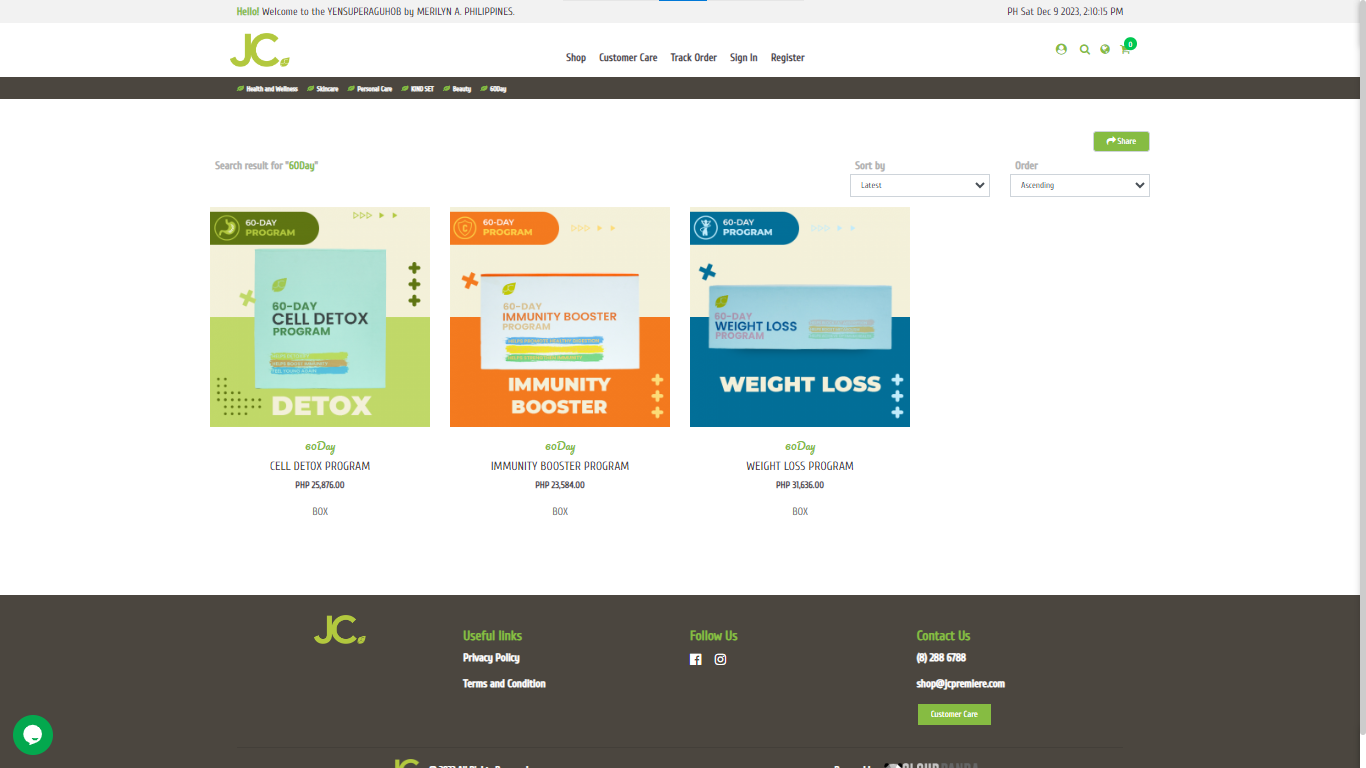 Hello! Welcome to the YENSUPERAGUHOB by MERILYN A. PHILIPPINES.
PH Sat Dec 9 2023, 2:10:15 PM
JC.
Shop Customer Care Track Order Sign In Register
0
Health and Wellness Skincare Personal Care KIND SET Beauty 60Day
Share
Search result for "60Day"
Sort by
Order
Latest
Ascending
60-DAY
PROGRAM
60-DAY
CELL DETOX
PROGRAM
DETOX
60-DAY
PROGRAM
60-DAY
IMMUNITY BOOSTER
PROGRAM
IMMUNITY
BOOSTER
60-DAY
PROGRAM
60-DAY
WEIGHT LOSS
PROGRAM
WEIGHT LOSS
60Day
CELL DETOX PROGRAM
PHP 25,876.00
BOX
60Day
IMMUNITY BOOSTER PROGRAM
PHP 23,584.00
BOX
60Day
WEIGHT LOSS PROGRAM
PHP 31,636.00
BOX
JC.
Useful links
Privacy Policy
Terms and Condition
Follow Us
Contact Us
(8) 288 6788
shop@jcpremiere.com
Customer Care